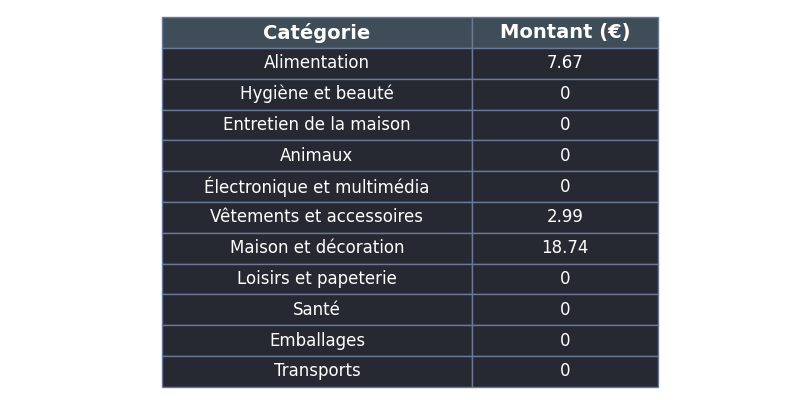 Catégorie Montant (€)
Alimentation 7.67
Hygiène et beauté 0
Entretien de la maison 0
Animaux 0
Électronique et multimédia 0
Vêtements et accessoires 2.99
Maison et décoration 18.74
Loisirs et papeterie 0
Santé 0
Emballages 0
Transports 0